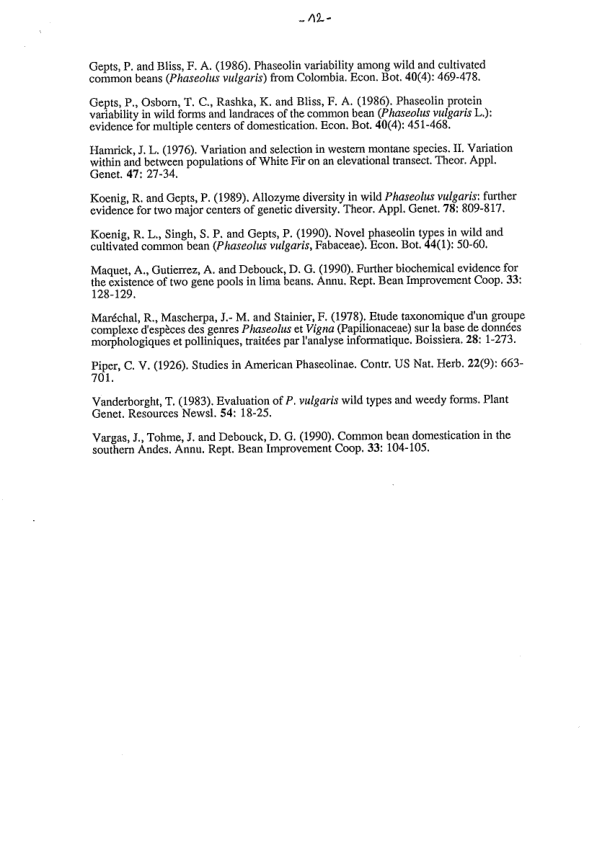 -12-
Gepts, P. and Bliss, F. A. (1986). Phaseolin variability among wild and cultivated
common beans (Phaseolus vulgaris) from Colombia. Econ. Bot. 40(4): 469-478.
Gepts, P., Osborn, T. C., Rashka, K. and Bliss, F. A. (1986). Phaseolin protein
variability in wild forms and landraces of the common bean (Phaseolus vulgaris L.):
evidence for multiple centers of domestication. Econ. Bot. 40(4): 451-468.
Hamrick, J. L. (1976). Variation and selection in western montane species. II. Variation
within and between populations of White Fir on an elevational transect. Theor. Appl.
Genet. 47: 27-34.
Koenig, R. and Gepts, P. (1989). Allozyme diversity in wild Phaseolus vulgaris: further
evidence for two major centers of genetic diversity. Theor. Appl. Genet. 78: 809-817.
Koenig, R. L., Singh, S. P. and Gepts, P. (1990). Novel phaseolin types in wild and
cultivated common bean (Phaseolus vulgaris, Fabaceae). Econ. Bot. 44(1): 50-60.
Maquet, A., Gutierrez, A. and Debouck, D. G. (1990). Further biochemical evidence for
the existence of two gene pools in lima beans. Annu. Rept. Bean Improvement Coop. 33:
128-129.
Maréchal, R., Mascherpa, J.- M. and Stainier, F. (1978). Etude taxonomique d'un groupe
complexe d'espèces des genres Phaseolus et Vigna (Papilionaceae) sur la base de données
morphologiques et polliniques, traitées par l'analyse informatique. Boissiera. 28: 1-273.
Piper, C. V. (1926). Studies in American Phaseolinae. Contr. US Nat. Herb. 22(9): 663-
701.
Vanderborght, T. (1983). Evaluation of P. vulgaris wild types and weedy forms. Plant
Genet. Resources Newsl. 54: 18-25.
Vargas, J., Tohme, J. and Debouck, D. G. (1990). Common bean domestication in the
southern Andes. Annu. Rept. Bean Improvement Coop. 33: 104-105.